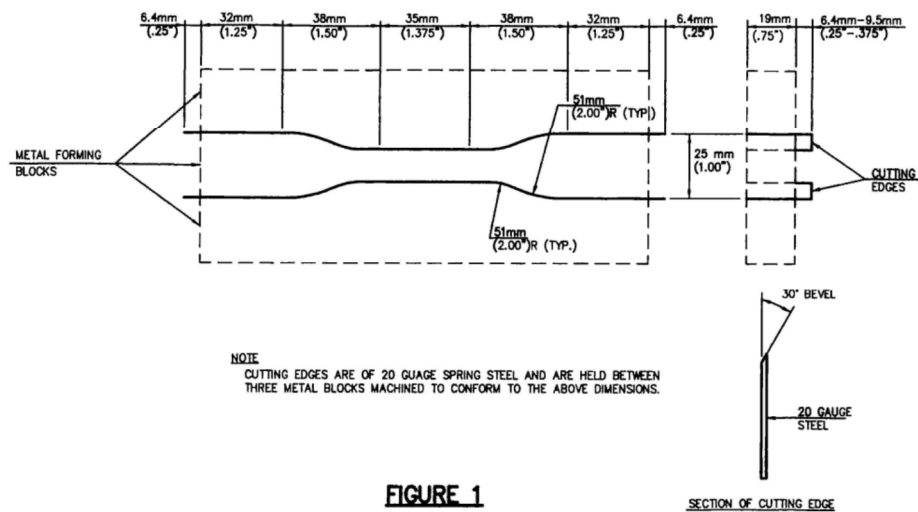 6.4mm 32mm 38mm 35mm 38mm 32mm 6.4mm 19mm 6.4mm–9.5mm
(.25") (1.25") (1.50") (1.375") (1.50") (1.25") (.25") (.75") (.25"–.375")
51mm
(2.00")R (TYP.)
METAL FORMING
BLOCKS
25 mm
(1.00")
CUTTING
EDGES
51mm
(2.00")R (TYP.)
30° BEVEL
NOTE
CUTTING EDGES ARE OF 20 GUAGE SPRING STEEL AND ARE HELD BETWEEN
THREE METAL BLOCKS MACHINED TO CONFORM TO THE ABOVE DIMENSIONS.
20 GAUGE
STEEL
FIGURE 1
SECTION OF CUTTING EDGE